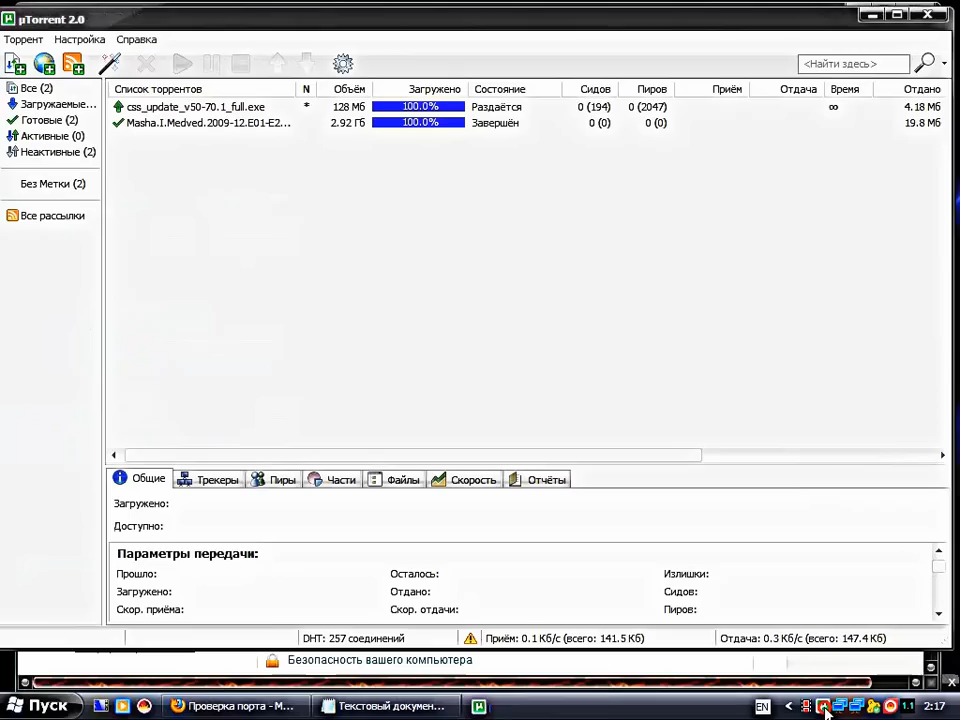 µTorrent 2.0
Торрент Настройка Справка
<Найти здесь>
Все (2)
Загружаемые...
Готовые (2)
Активные (0)
Неактивные (2)
Без Метки (2)
Все рассылки
Список торрентов N Объём Загружено Состояние Сидов Пиров Приём Отдача Время Отдано
css_update_v50-70.1_full.exe * 128 Мб 100.0% Раздаётся 0 (194) 0 (2047) ∞ 4.18 Мб
Masha.I.Medved.2009-12.E01-E2... 2.92 Гб 100.0% Завершён 0 (0) 0 (0) 19.8 Мб
Общие Трекеры Пиры Части Файлы Скорость Отчёты
Загружено:
Доступно:
Параметры передачи:
Прошло: Осталось: Излишки:
Загружено: Отдано: Сидов:
Скор. приёма: Скор. отдачи: Пиров:
DHT: 257 соединений Приём: 0.1 Кб/с (всего: 141.5 Кб) Отдача: 0.3 Кб/с (всего: 147.4 Кб)
Безопасность вашего компьютера
Пуск Проверка порта - M... Текстовый докумен... EN 1.1 2:17